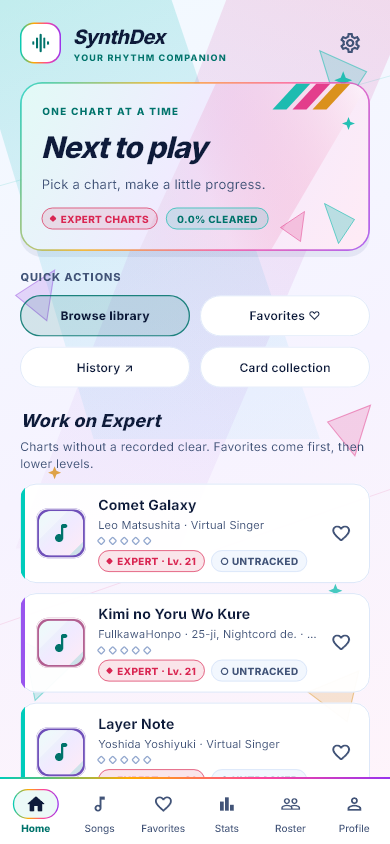 SynthDex
YOUR RHYTHM COMPANION
ONE CHART AT A TIME
Next to play
Pick a chart, make a little progress.
◆ EXPERT CHARTS
0.0% CLEARED
QUICK ACTIONS
Browse library
Favorites ♡
History ↗
Card collection
Work on Expert
Charts without a recorded clear. Favorites come first, then
lower levels.
Comet Galaxy
Leo Matsushita · Virtual Singer
◇◇◇◇◇
◆ EXPERT · Lv. 21
○ UNTRACKED
Kimi no Yoru Wo Kure
FullkawaHonpo · 25-ji, Nightcord de. · ...
◇◇◇◇◇
◆ EXPERT · Lv. 21
○ UNTRACKED
Layer Note
Yoshida Yoshiyuki · Virtual Singer
◇◇◇◇◇
Home
Songs
Favorites
Stats
Roster
Profile